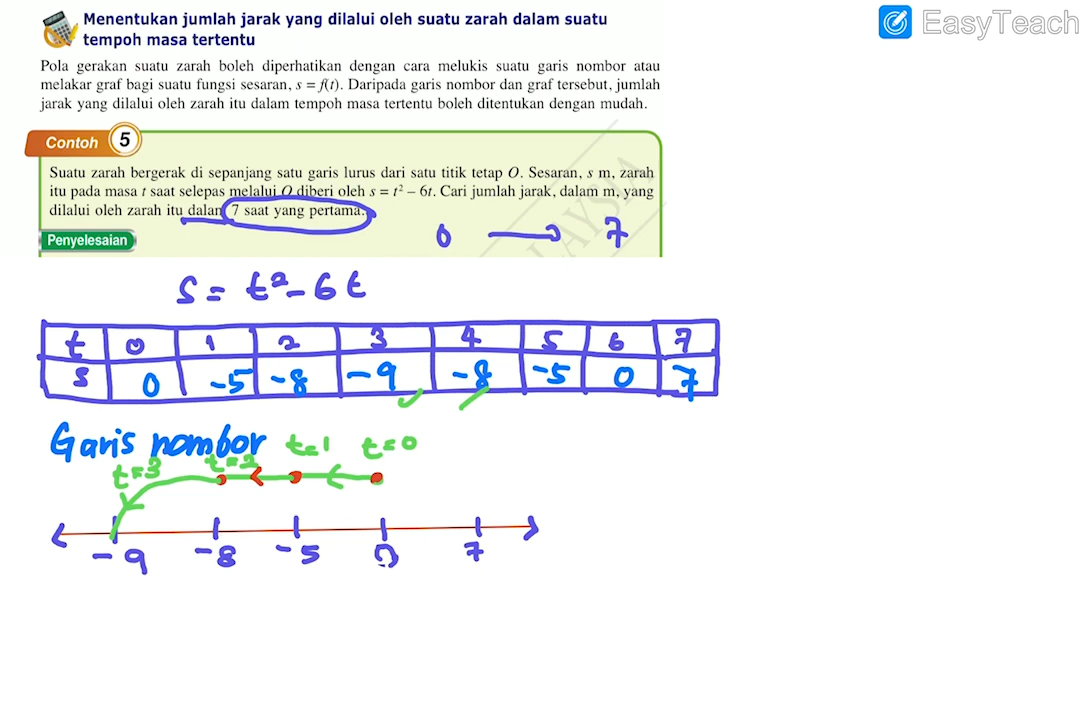 Menentukan jumlah jarak yang dilalui oleh suatu zarah dalam suatu
tempoh masa tertentu
EasyTeach
Pola gerakan suatu zarah boleh diperhatikan dengan cara melukis suatu garis nombor atau
melakar graf bagi suatu fungsi sesaran, s = f(t). Daripada garis nombor dan graf tersebut, jumlah
jarak yang dilalui oleh zarah itu dalam tempoh masa tertentu boleh ditentukan dengan mudah.
Contoh 5
Suatu zarah bergerak di sepanjang satu garis lurus dari satu titik tetap O. Sesaran, s m, zarah
itu pada masa t saat selepas melalui O diberi oleh s = t² – 6t. Cari jumlah jarak, dalam m, yang
dilalui oleh zarah itu dalam 7 saat yang pertama.
Penyelesaian
0 → 7
s = t² - 6t
t 0 1 2 3 4 5 6 7
s 0 -5 -8 -9 -8 -5 0 7
Garis nombor
t=3 t=2 t=1 t=0
-9 -8 -5 0 7